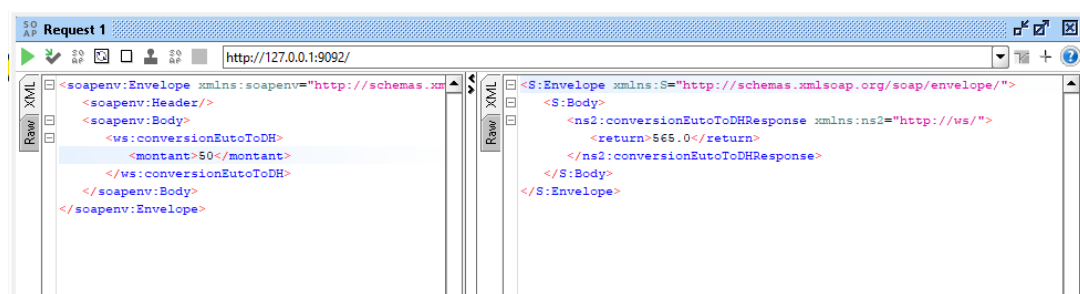 SOAP Request 1
http://127.0.0.1:9092/
XML
Raw
<soapenv:Envelope xmlns:soapenv="http://schemas.xm
<soapenv:Header/>
<soapenv:Body>
<ws:conversionEutoToDH>
<montant>50</montant>
</ws:conversionEutoToDH>
</soapenv:Body>
</soapenv:Envelope>
XML
Raw
<S:Envelope xmlns:S="http://schemas.xmlsoap.org/soap/envelope/">
<S:Body>
<ns2:conversionEutoToDHResponse xmlns:ns2="http://ws/">
<return>565.0</return>
</ns2:conversionEutoToDHResponse>
</S:Body>
</S:Envelope>